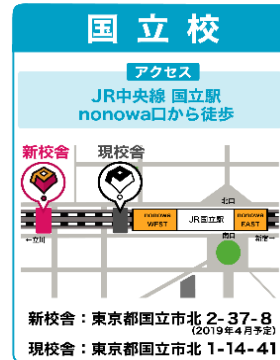 国立校
アクセス
JR中央線 国立駅
nonowa口から徒歩
新校舎 現校舎
北口
nonowa WEST JR国立駅 nonowa EAST
←立川 南口 新宿→
新校舎:東京都国立市北 2-37-8
(2019年4月予定)
現校舎:東京都国立市北 1-14-41